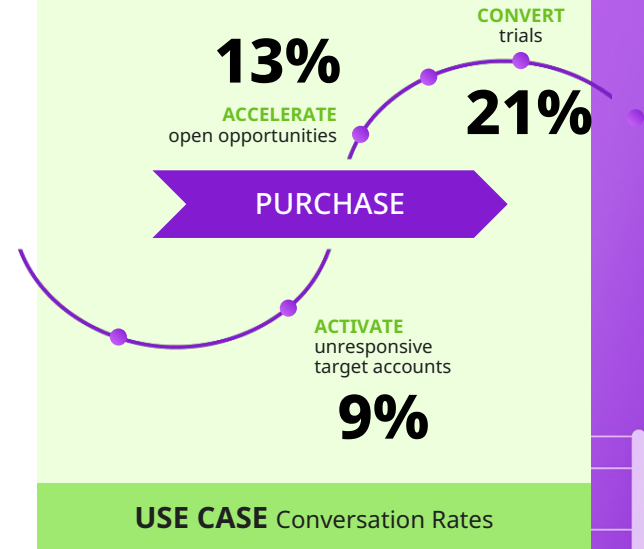 CONVERT
trials
21%
13%
ACCELERATE
open opportunities
PURCHASE
ACTIVATE
unresponsive
target accounts
9%
USE CASE Conversation Rates